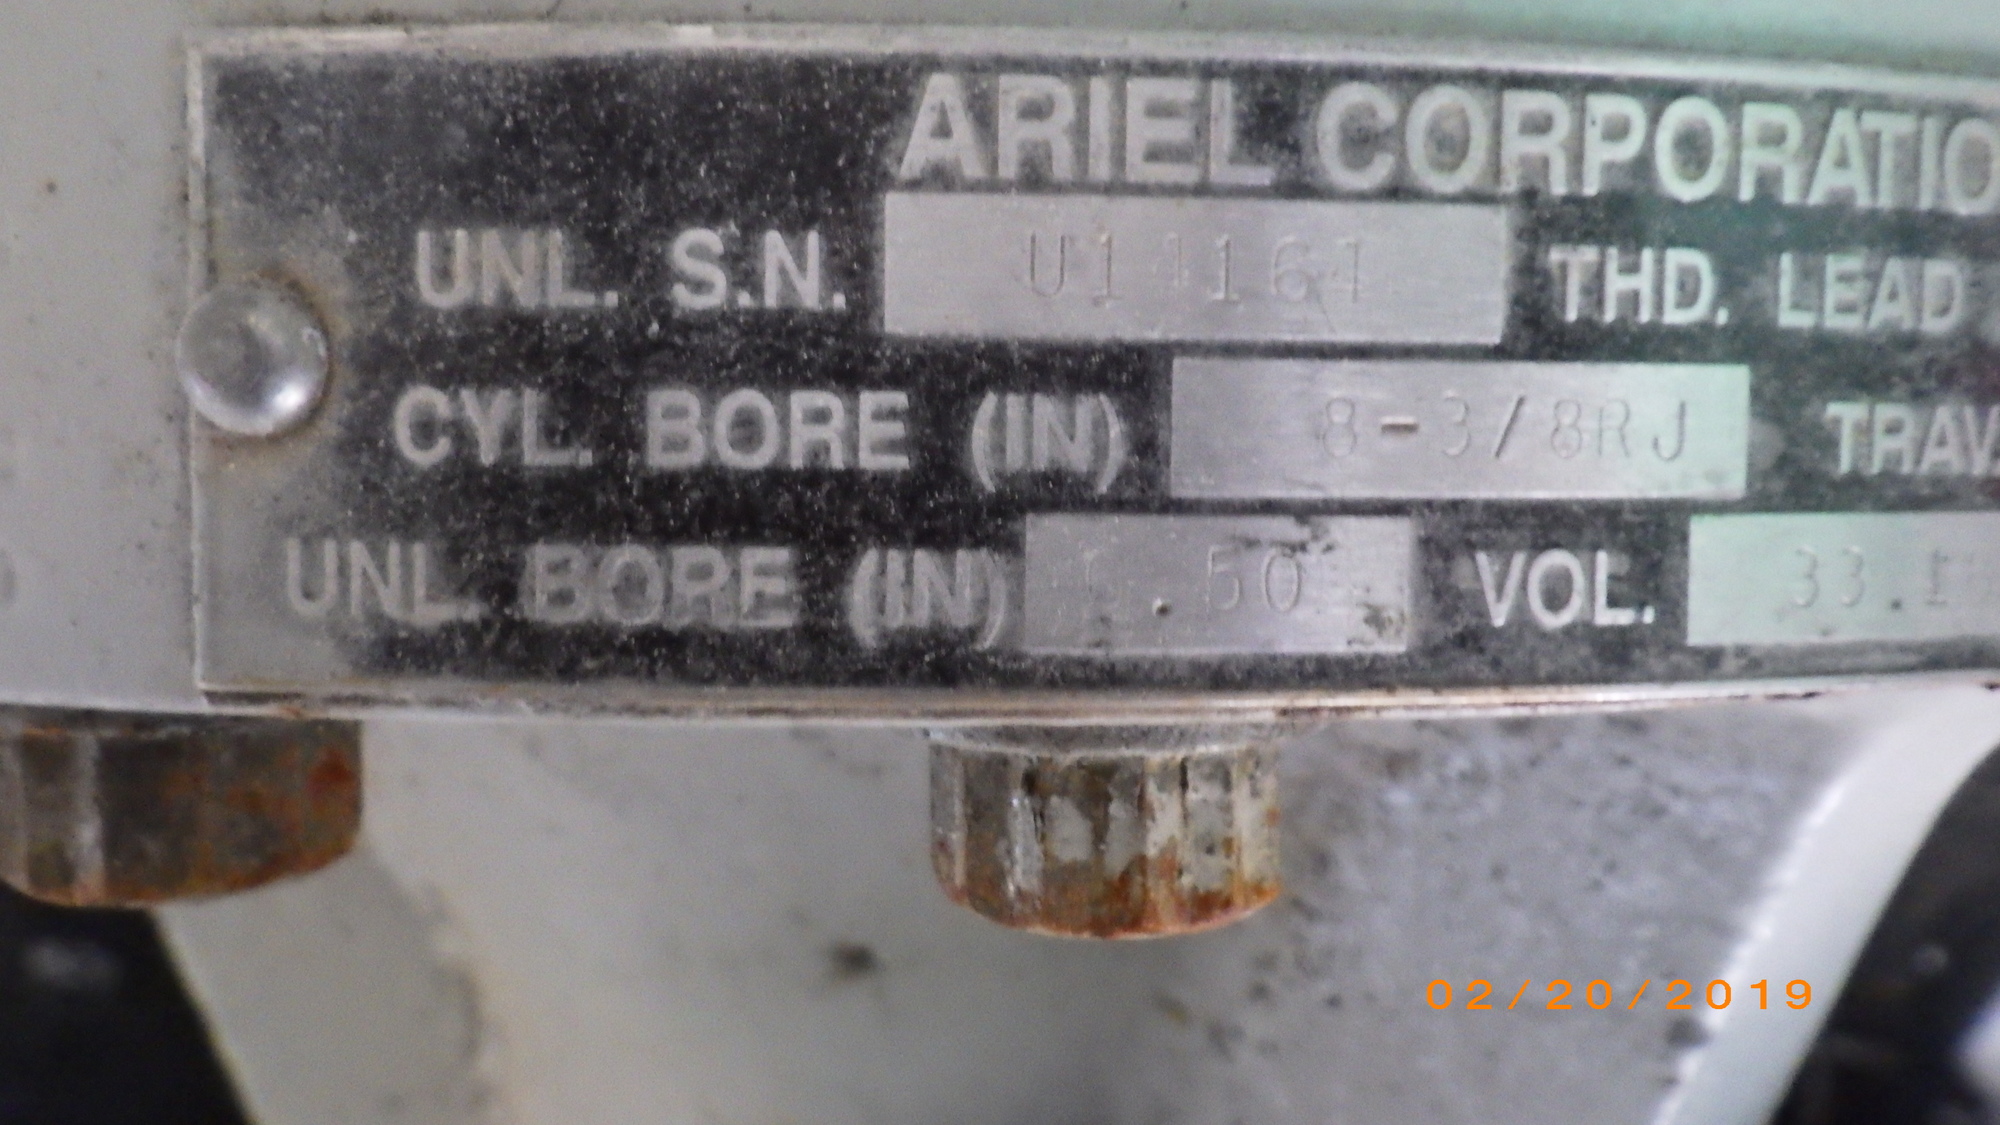 ARIEL CORPORATIO
UNL. S.N. THD. LEAD
CYL. BORE (IN) 8-3/8RJ TRAV.
UNL. BORE (IN) VOL.
02/20/2019